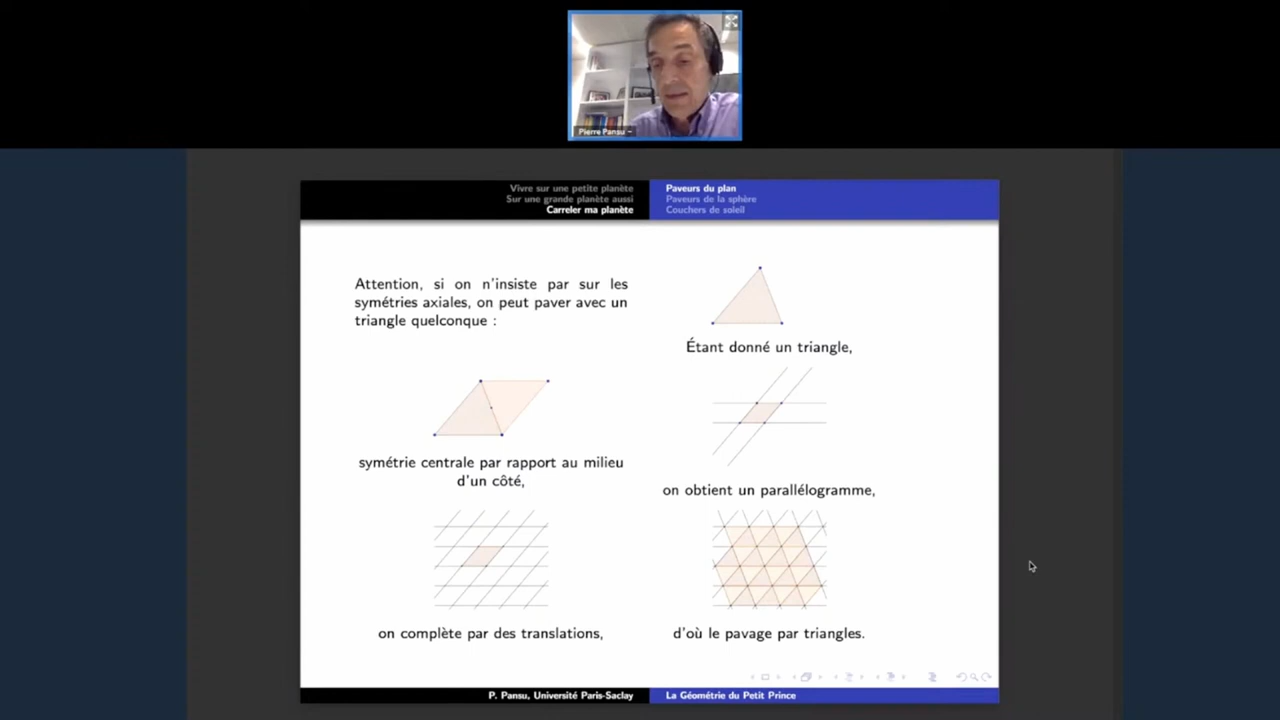 Pierre Pansu ~
Vivre sur une petite planète
Sur une grande planète aussi
Carreler ma planète
Paveurs du plan
Paveurs de la sphère
Couchers de soleil
Attention, si on n'insiste par sur les
symétries axiales, on peut paver avec un
triangle quelconque :
Étant donné un triangle,
symétrie centrale par rapport au milieu
d'un côté,
on obtient un parallélogramme,
on complète par des translations,
d'où le pavage par triangles.
P. Pansu, Université Paris-Saclay
La Géométrie du Petit Prince